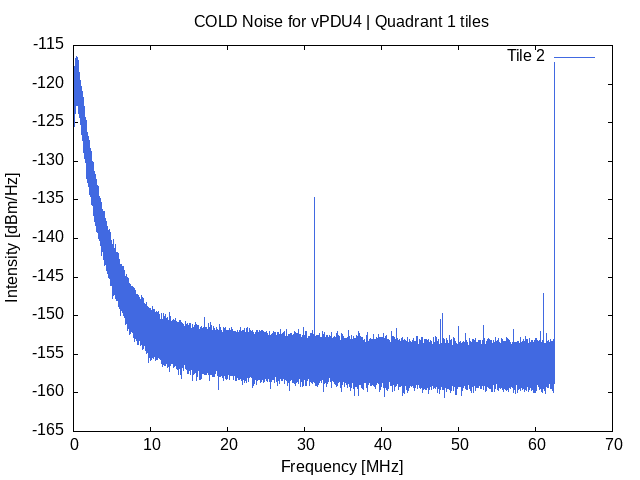 COLD Noise for vPDU4 | Quadrant 1 tiles
Tile 2
Intensity [dBm/Hz]
-115
-120
-125
-130
-135
-140
-145
-150
-155
-160
-165
0 10 20 30 40 50 60 70
Frequency [MHz]